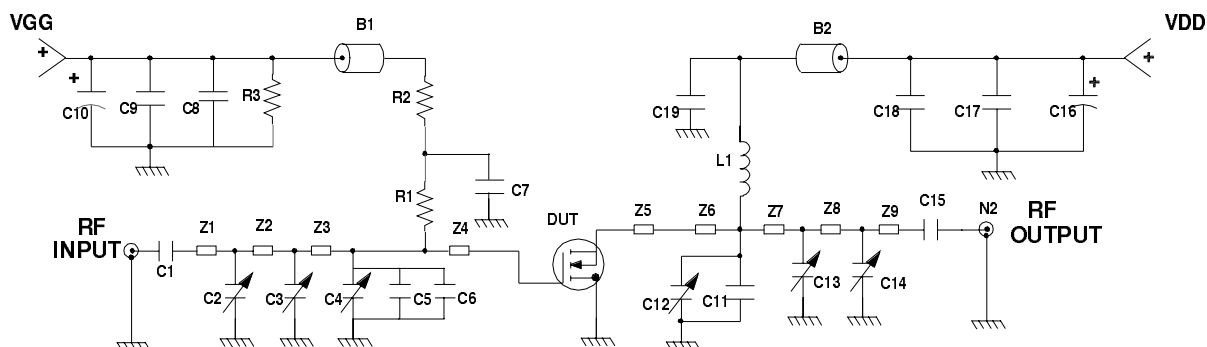 VGG
B1
B2
VDD
+
+
+
+
C10
C9
C8
R3
R2
C19
C18
C17
C16
L1
R1
C7
RF
INPUT
C1
Z1
Z2
Z3
Z4
DUT
Z5
Z6
Z7
Z8
Z9
C15
N2
RF
OUTPUT
C2
C3
C4
C5
C6
C12
C11
C13
C14